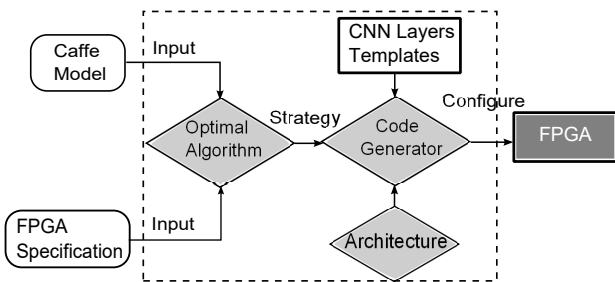 Caffe
Model
Input
CNN Layers
Templates
Optimal
Algorithm
Strategy
Code
Generator
Configure
FPGA
FPGA
Specification
Input
Architecture